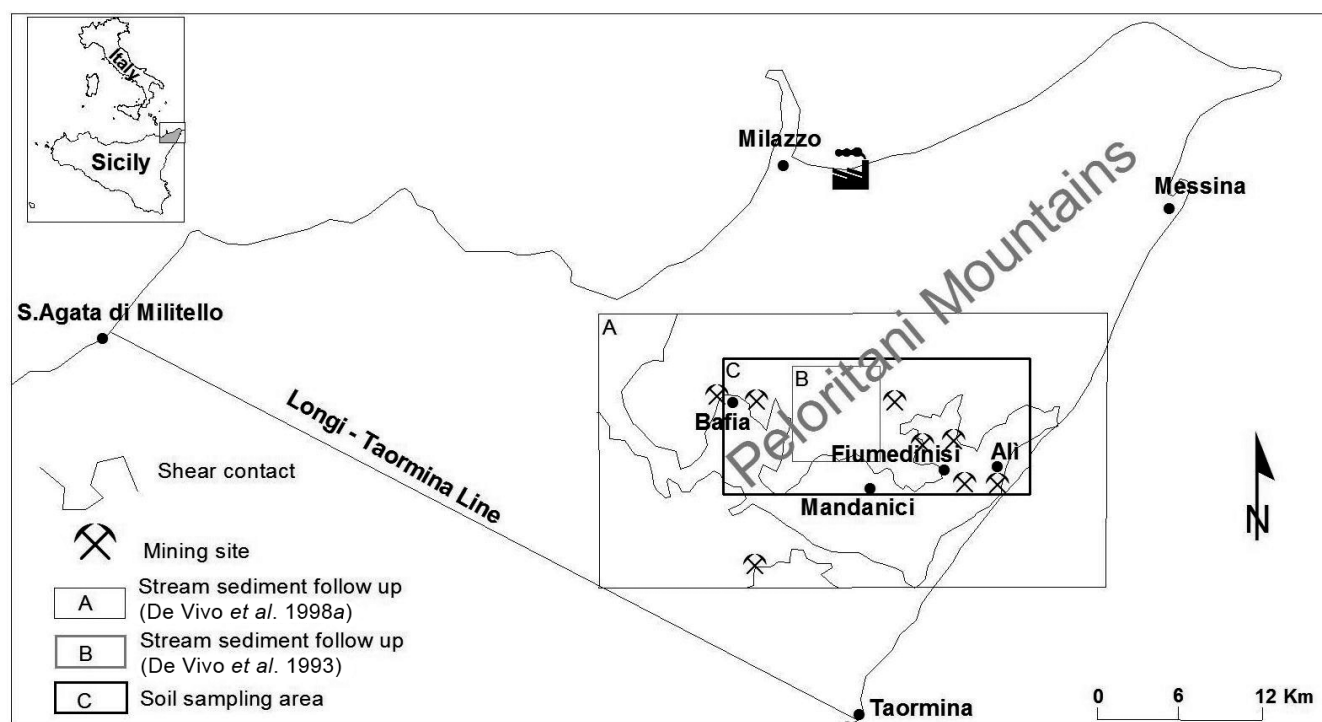 Italy
Sicily
Milazzo
Messina
Peloritani Mountains
S.Agata di Militello
A
C
B
Bafia
Fiumedinisi
Alì
Mandanici
Longi - Taormina Line
Shear contact
Mining site
A
Stream sediment follow up
(De Vivo et al. 1998a)
B
Stream sediment follow up
(De Vivo et al. 1993)
C
Soil sampling area
Taormina
N
0 6 12 Km